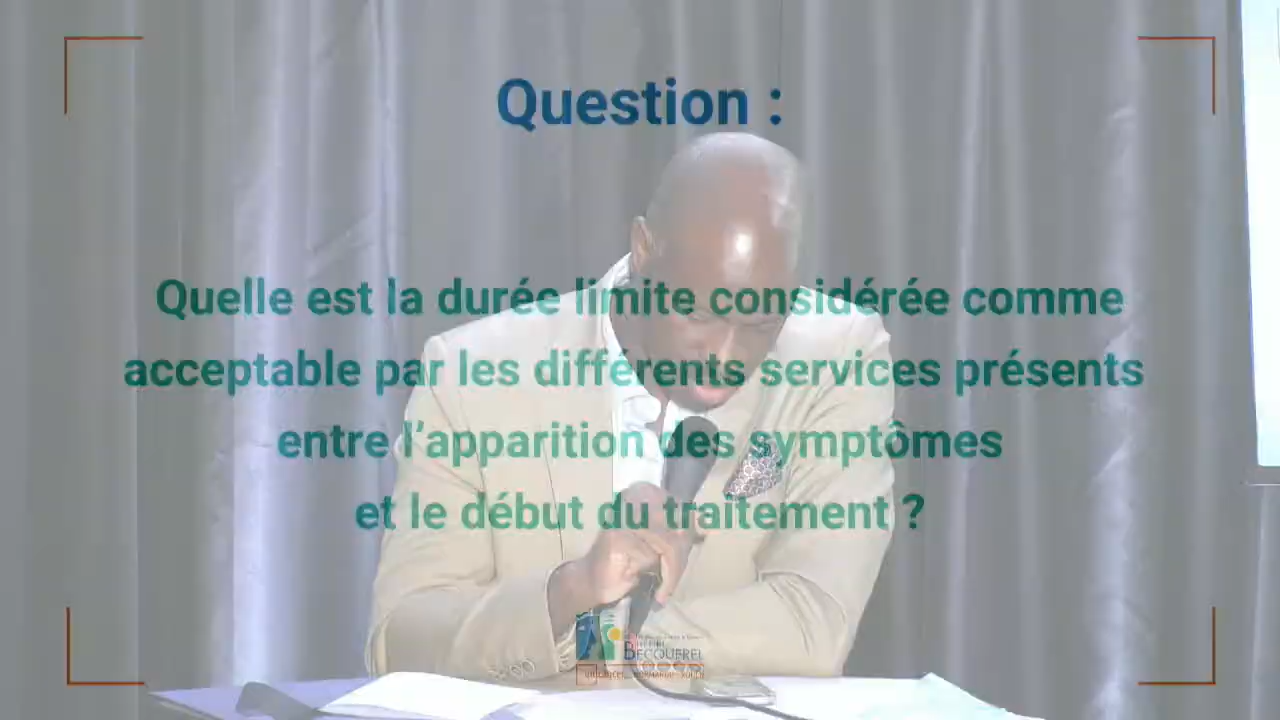 Question :
Quelle est la durée limite considérée comme
acceptable par les différents services présents
entre l'apparition des symptômes
et le début du traitement ?
BECQUEREL